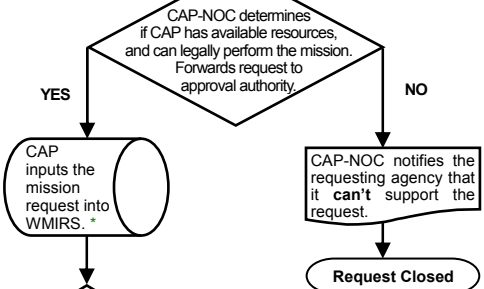 CAP-NOC determines
if CAP has available resources,
and can legally perform the mission.
Forwards request to
approval authority.
YES
NO
CAP
inputs the
mission
request into
WMIRS. *
CAP-NOC notifies the
requesting agency that
it can't support the
request.
Request Closed